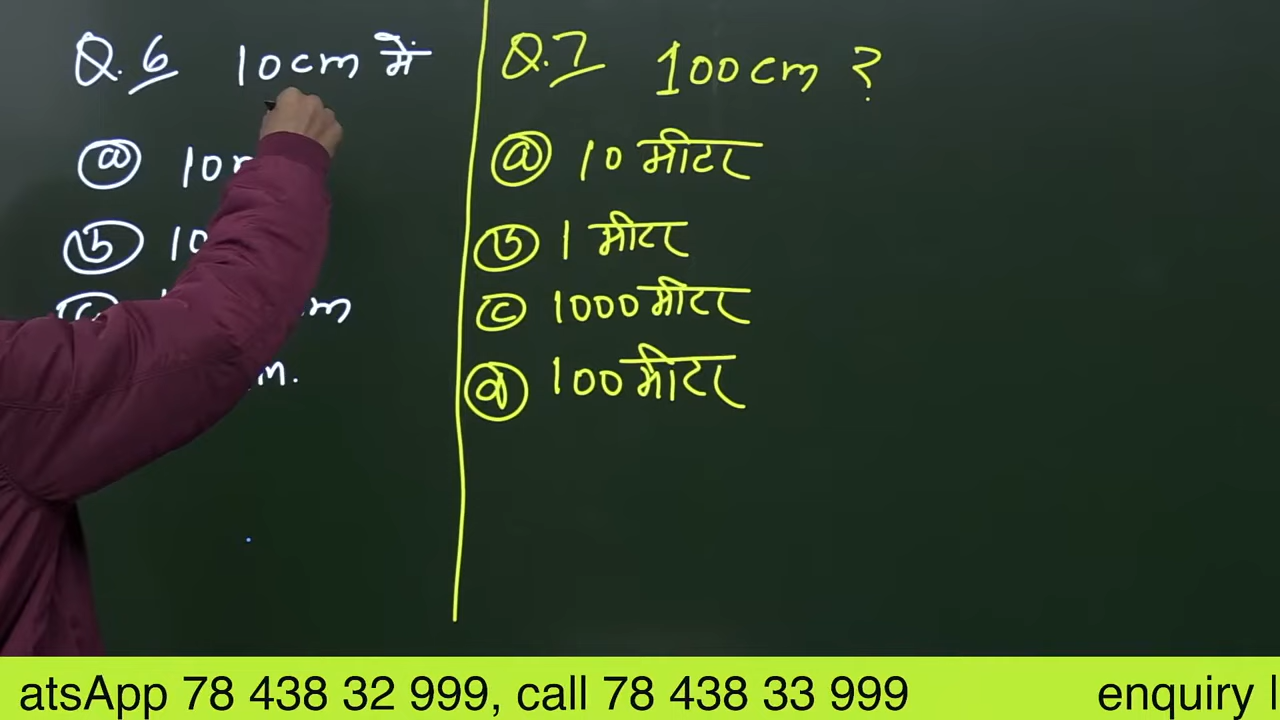 Q.6 10cm में
ⓐ 10
ⓑ 10
ⓒ m
m.
Q.7 100cm ?
ⓐ 10 मीटर
ⓑ 1 मीटर
ⓒ 1000 मीटर
ⓓ 100 मीटर
atsApp 78 438 32 999, call 78 438 33 999 enquiry